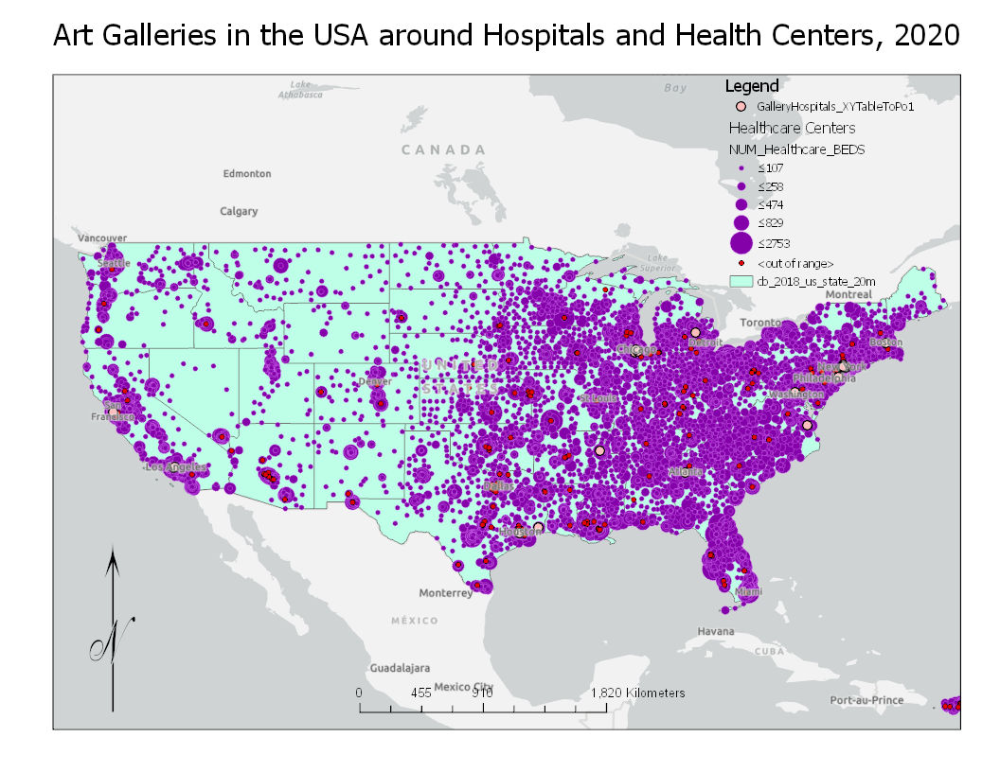 Art Galleries in the USA around Hospitals and Health Centers, 2020
Lake
Athabasca
Bay
Legend
GalleryHospitals_XYTableToPo1
Healthcare Centers
NUM_Healthcare_BEDS
≤107
≤258
≤474
≤829
≤2753
<out of range>
cb_2018_us_state_20m
CANADA
Edmonton
Calgary
Vancouver
Seattle
Lake
Superior
Montreal
Toronto
Detroit
Chicago
Boston
New York
Philadelphia
Washington
UNITED
STATES
Denver
St Louis
San
Francisco
Los Angeles
Atlanta
Dallas
Houston
Miami
Monterrey
MÉXICO
Havana
CUBA
Guadalajara
Mexico City
Port-au-Prince
N
0 455 910 1,820 Kilometers